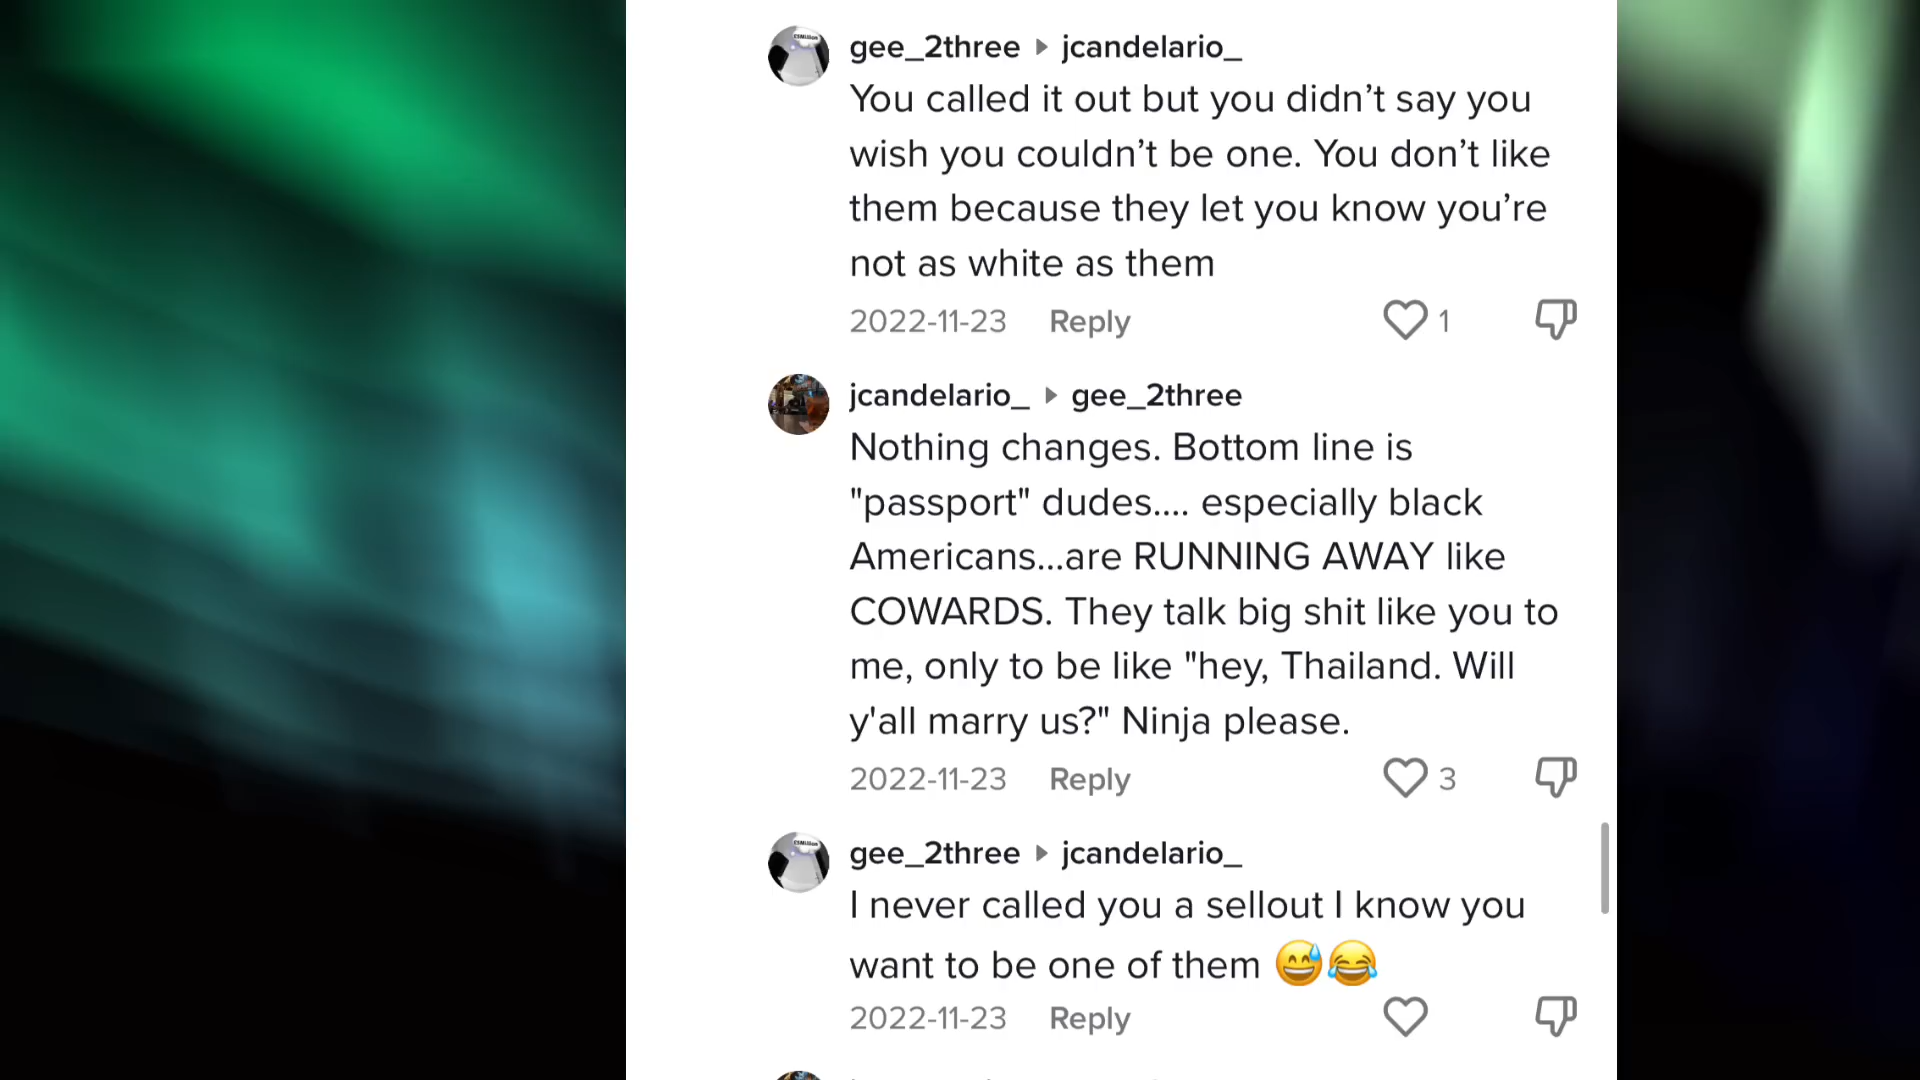 gee_2three ▸ jcandelario_
You called it out but you didn’t say you
wish you couldn’t be one. You don’t like
them because they let you know you’re
not as white as them
2022-11-23 Reply 1
jcandelario_ ▸ gee_2three
Nothing changes. Bottom line is
"passport" dudes.... especially black
Americans...are RUNNING AWAY like
COWARDS. They talk big shit like you to
me, only to be like "hey, Thailand. Will
y'all marry us?" Ninja please.
2022-11-23 Reply 3
gee_2three ▸ jcandelario_
I never called you a sellout I know you
want to be one of them 😅😂
2022-11-23 Reply